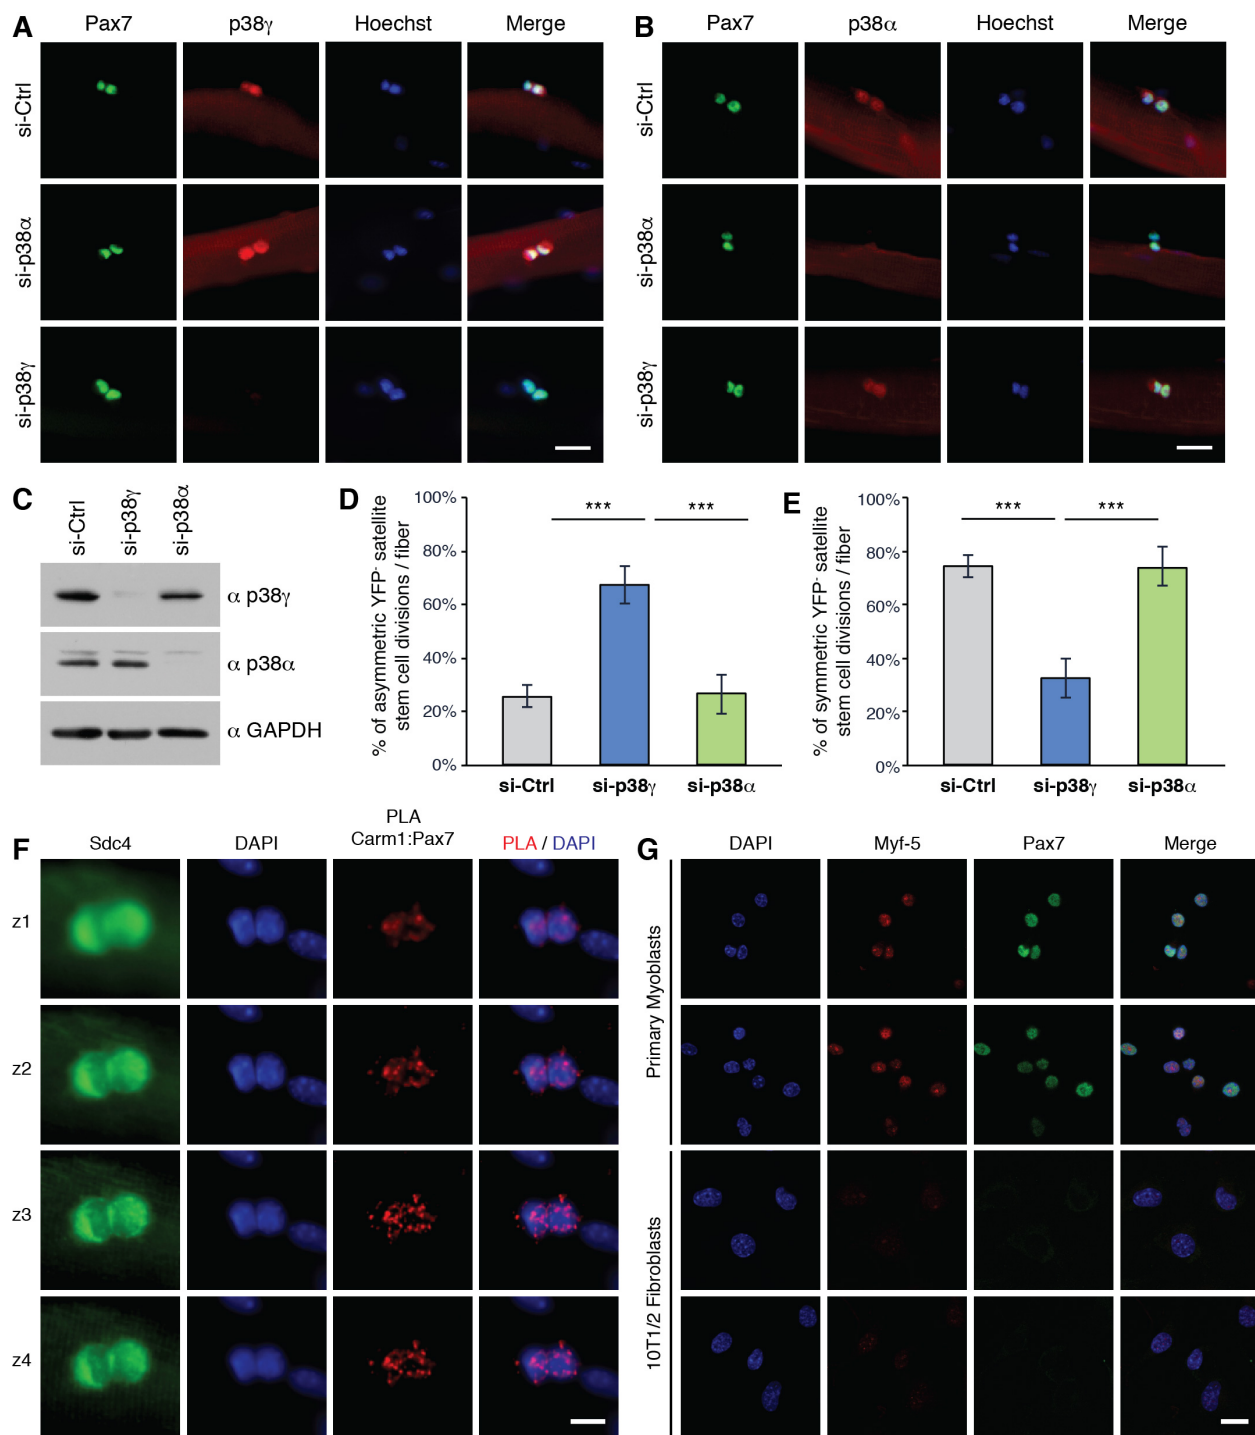 A Pax7 p38γ Hoechst Merge
si-Ctrl
si-p38α
si-p38γ
B Pax7 p38α Hoechst Merge
si-Ctrl
si-p38α
si-p38γ
C
si-Ctrl
si-p38γ
si-p38α
α p38γ
α p38α
α GAPDH
D
% of asymmetric YFP- satellite
stem cell divisions / fiber
100%
80%
60%
40%
20%
0%
*** ***
si-Ctrl si-p38γ si-p38α
E
% of symmetric YFP- satellite
stem cell divisions / fiber
100%
80%
60%
40%
20%
0%
*** ***
si-Ctrl si-p38γ si-p38α
F
Sdc4 DAPI
PLA
Carm1:Pax7
PLA / DAPI
z1
z2
z3
z4
G DAPI Myf-5 Pax7 Merge
Primary Myoblasts
10T1/2 Fibroblasts